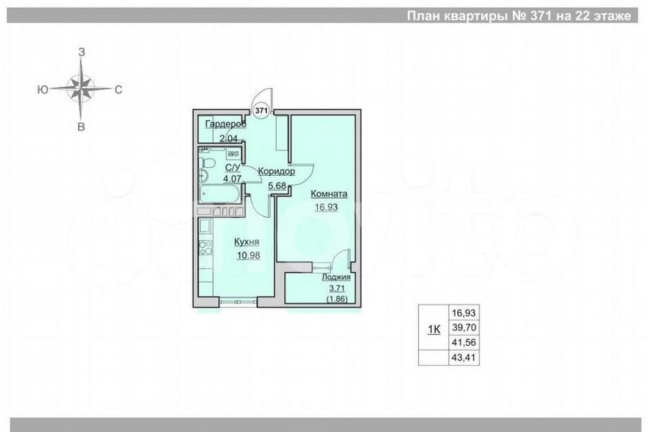 План квартиры № 371 на 22 этаже
З
Ю С
В
371
Гардероб
2.04
С/У
4.07
Коридор
5.68
Комната
16.93
Кухня
10.98
Лоджия
3.71
(1.86)
1К
16,93
39,70
41,56
43,41